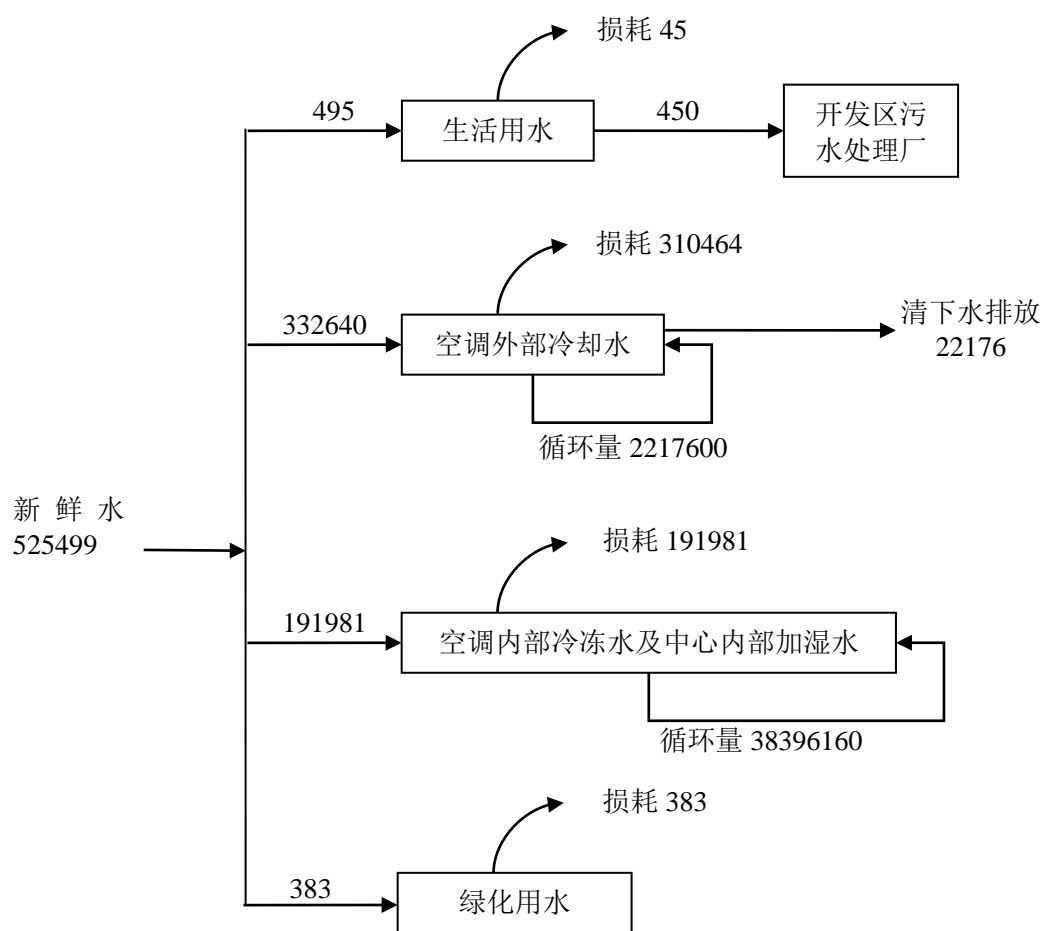 损耗 45
495
生活用水
450
开发区污
水处理厂
损耗 310464
332640
空调外部冷却水
清下水排放
22176
循环量 2217600
新 鲜 水
525499
损耗 191981
191981
空调内部冷冻水及中心内部加湿水
循环量 38396160
损耗 383
383
绿化用水